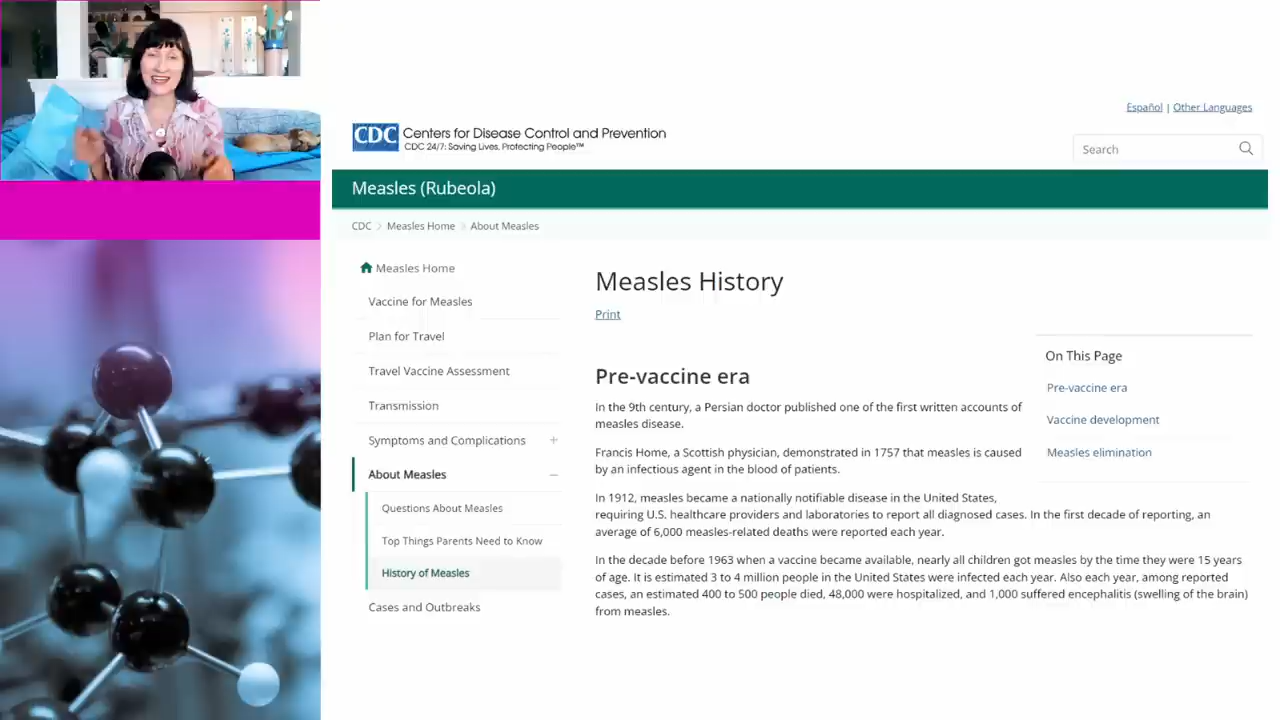 Español | Other Languages
CDC Centers for Disease Control and Prevention
CDC 24/7: Saving Lives, Protecting People™
Search
Measles (Rubeola)
CDC Measles Home About Measles
Measles Home
Vaccine for Measles
Plan for Travel
Travel Vaccine Assessment
Transmission
Symptoms and Complications +
About Measles –
Questions About Measles
Top Things Parents Need to Know
History of Measles
Cases and Outbreaks
Measles History
Print
Pre-vaccine era
In the 9th century, a Persian doctor published one of the first written accounts of
measles disease.
Francis Home, a Scottish physician, demonstrated in 1757 that measles is caused
by an infectious agent in the blood of patients.
In 1912, measles became a nationally notifiable disease in the United States,
requiring U.S. healthcare providers and laboratories to report all diagnosed cases. In the first decade of reporting, an
average of 6,000 measles-related deaths were reported each year.
In the decade before 1963 when a vaccine became available, nearly all children got measles by the time they were 15 years
of age. It is estimated 3 to 4 million people in the United States were infected each year. Also each year, among reported
cases, an estimated 400 to 500 people died, 48,000 were hospitalized, and 1,000 suffered encephalitis (swelling of the brain)
from measles.
On This Page
Pre-vaccine era
Vaccine development
Measles elimination